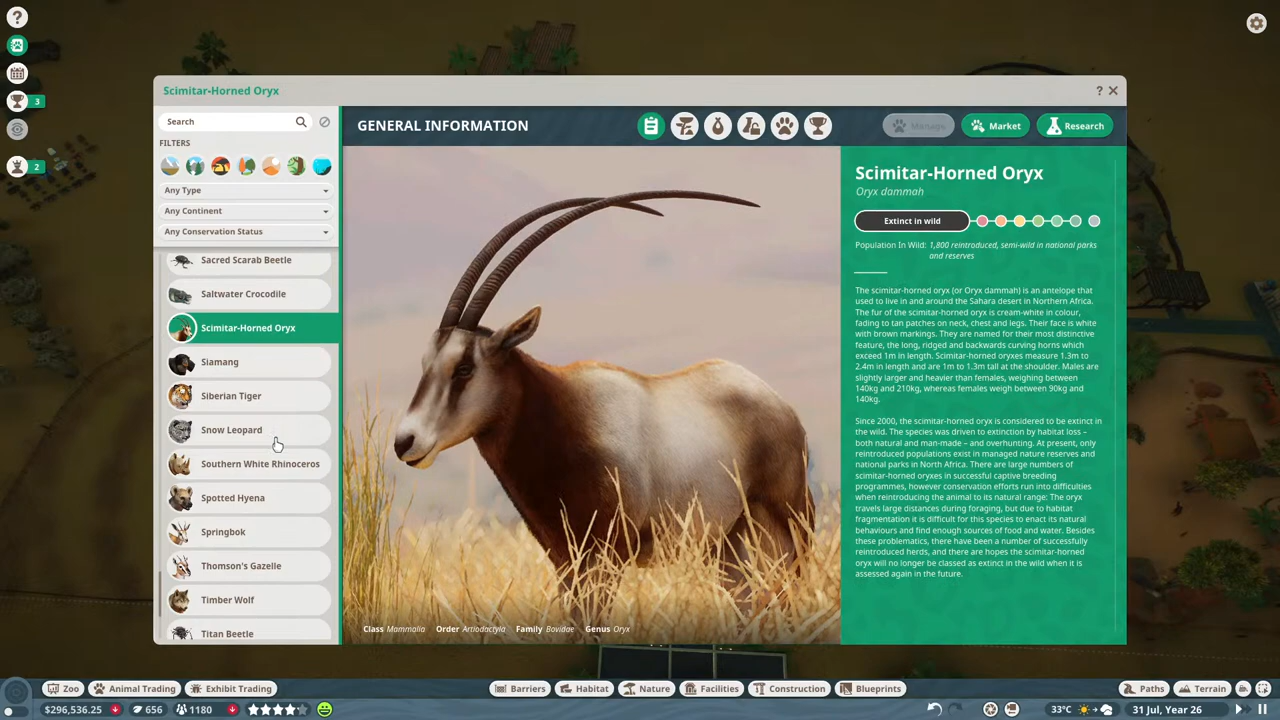 Scimitar-Horned Oryx
?
3
2
Search
FILTERS
Any Type
Any Continent
Any Conservation Status
Sacred Scarab Beetle
Saltwater Crocodile
Scimitar-Horned Oryx
Siamang
Siberian Tiger
Snow Leopard
Southern White Rhinoceros
Spotted Hyena
Springbok
Thomson's Gazelle
Timber Wolf
Titan Beetle
GENERAL INFORMATION
Manage
Market
Research
?
Scimitar-Horned Oryx
Oryx dammah
Extinct in wild
Population In Wild: 1,800 reintroduced, semi-wild in national parks
and reserves
The scimitar-horned oryx (or Oryx dammah) is an antelope that
used to live in and around the Sahara desert in Northern Africa.
The fur of the scimitar-horned oryx is cream-white in colour,
fading to tan patches on neck, chest and legs. Their face is white
with brown markings. They are named for their most distinctive
feature, the long, ridged and backwards curving horns which
exceed 1m in length. Scimitar-horned oryxes measure 1.3m to
2.4m in length and are 1m to 1.3m tall at the shoulder. Males are
slightly larger and heavier than females, weighing between
140kg and 210kg, whereas females weigh between 90kg and
140kg.
Since 2000, the scimitar-horned oryx is considered to be extinct in
the wild. The species was driven to extinction by habitat loss –
both natural and man-made – and overhunting. At present, only
reintroduced populations exist in managed nature reserves and
national parks in North Africa. There are large numbers of
scimitar-horned oryxes in successful captive breeding
programmes, however conservation efforts run into difficulties
when reintroducing the animal to its natural range: The oryx
travels large distances during foraging, but due to habitat
fragmentation it is difficult for this species to enact its natural
behaviours and find enough sources of food and water. Besides
these problematics, there have been a number of successfully
reintroduced herds, and there are hopes the scimitar-horned
oryx will no longer be classed as extinct in the wild when it is
assessed again in the future.
Class Mammalia Order Artiodactyla Family Bovidae Genus Oryx
Zoo Animal Trading Exhibit Trading Barriers Habitat Nature Facilities Construction Blueprints Paths Terrain
$296,536.25 656 1180 33°C 31 Jul, Year 26